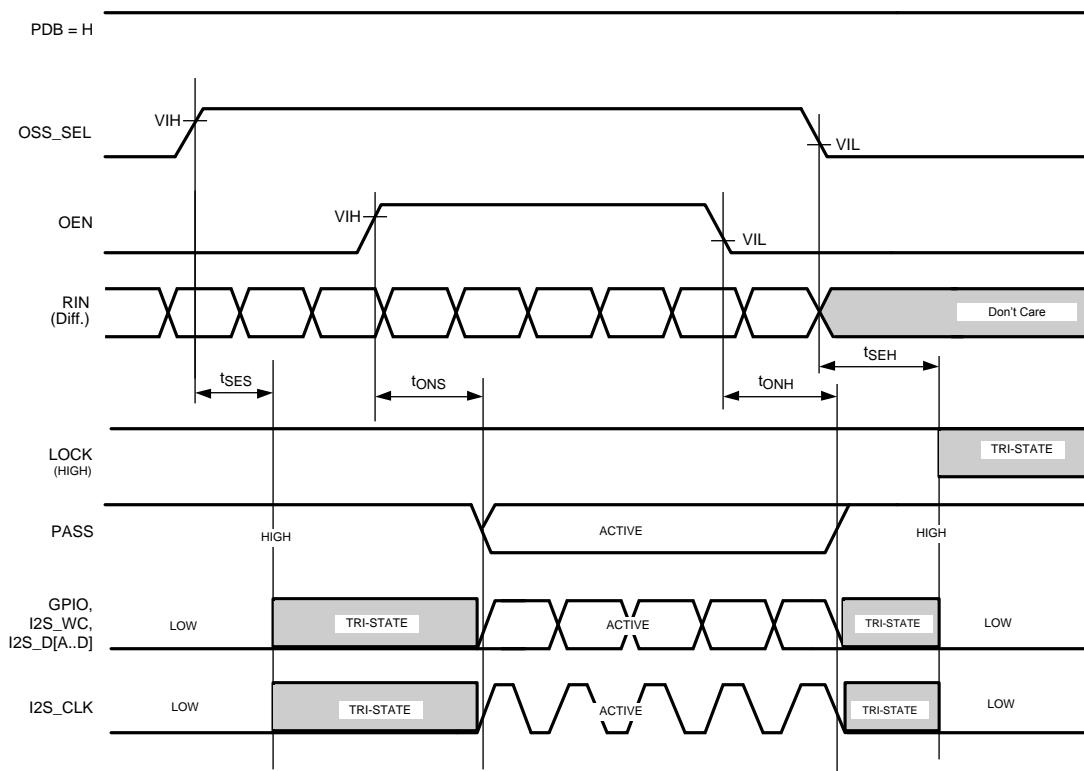 PDB = H
VIH
OSS_SEL
VIL
OEN
VIH
VIL
RIN
(Diff.)
Don't Care
tSES
tONS
tONH
tSEH
LOCK
(HIGH)
TRI-STATE
PASS
HIGH
ACTIVE
HIGH
GPIO,
I2S_WC,
I2S_D[A..D]
LOW
TRI-STATE
ACTIVE
TRI-STATE
LOW
I2S_CLK
LOW
TRI-STATE
ACTIVE
TRI-STATE
LOW